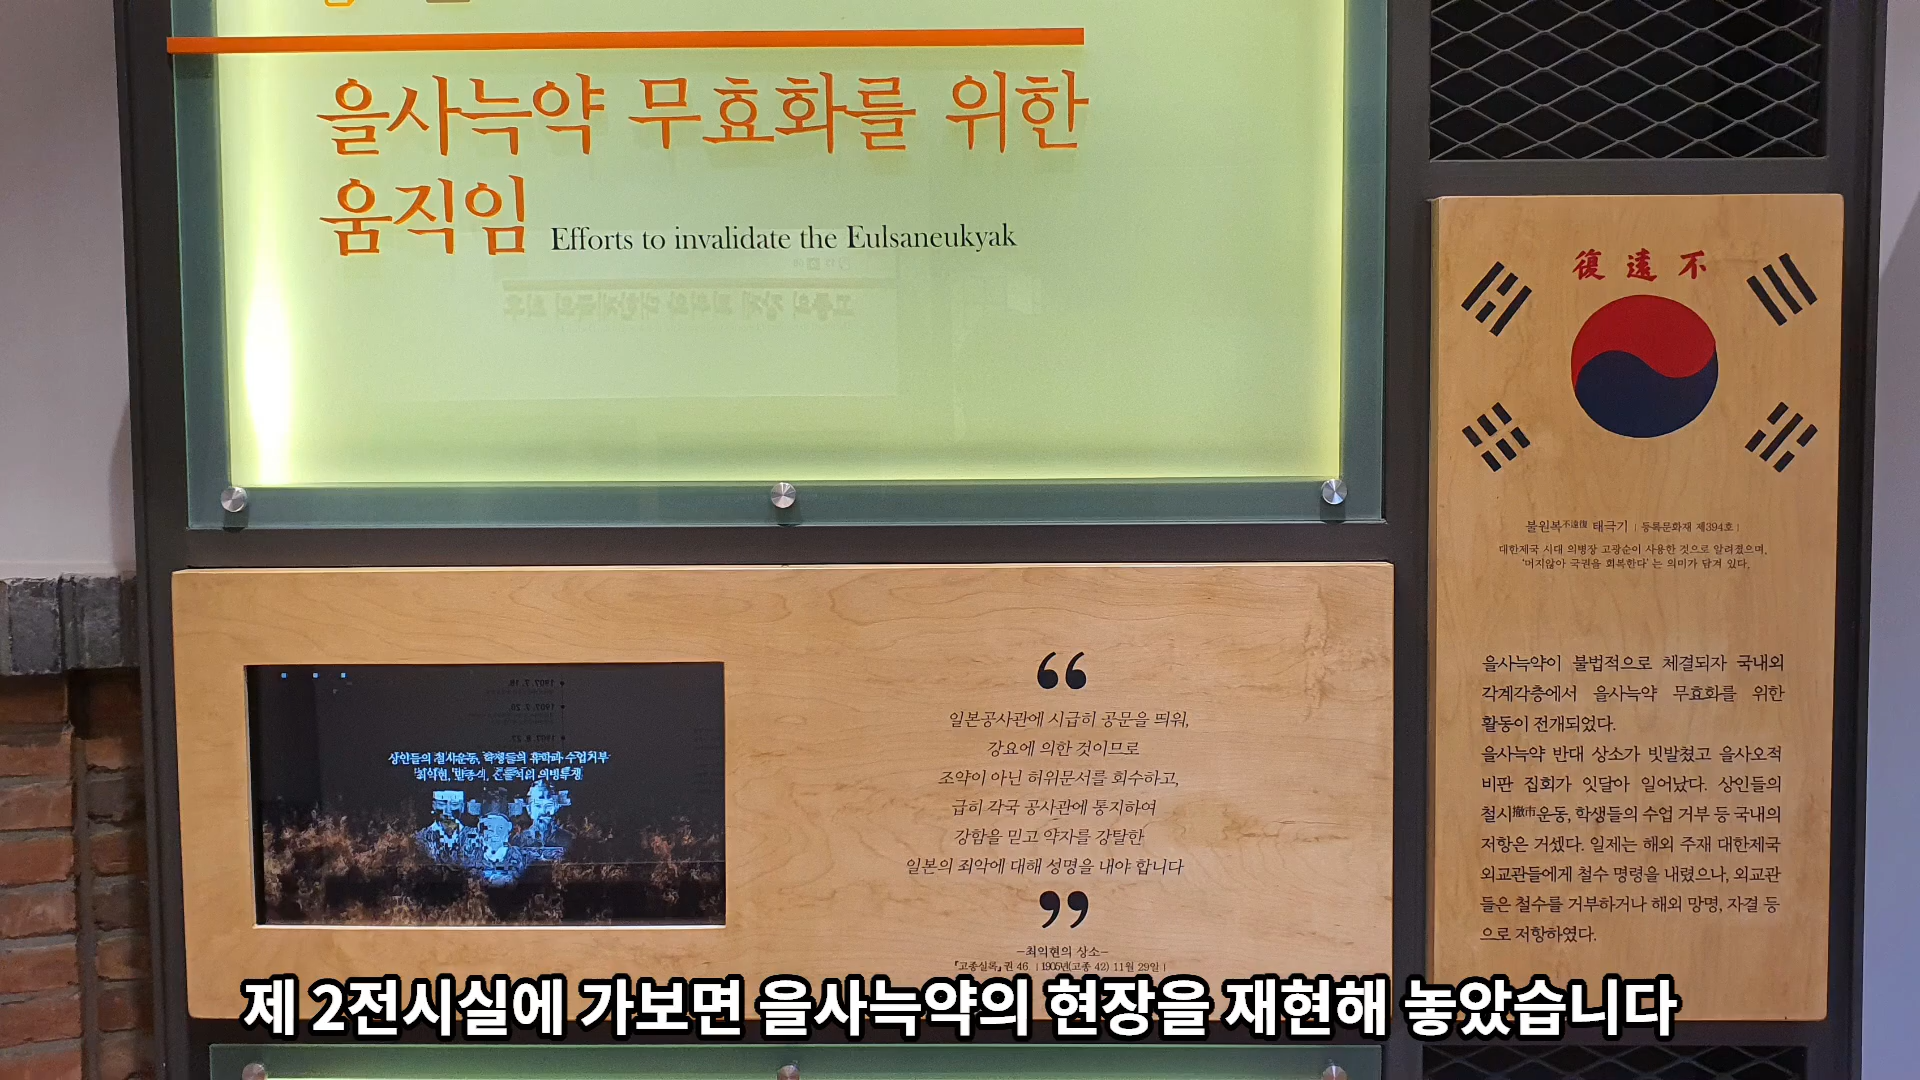 을사늑약 무효화를 위한
움직임 Efforts to invalidate the Eulsaneukyak
復遠不
불원복不遠復 태극기 | 등록문화재 제394호 |
대한제국 시대 의병장 고광순이 사용한 것으로 알려졌으며,
'머지않아 국권을 회복한다' 는 의미가 담겨 있다.
을사늑약이 불법적으로 체결되자 국내외
각계각층에서 을사늑약 무효화를 위한
활동이 전개되었다.
을사늑약 반대 상소가 빗발쳤고 을사오적
비판 집회가 잇달아 일어났다. 상인들의
철시撤市운동, 학생들의 수업 거부 등 국내의
저항은 거셌다. 일제는 해외 주재 대한제국
외교관들에게 철수 명령을 내렸으나, 외교관
들은 철수를 거부하거나 해외 망명, 자결 등
으로 저항하였다.
상인들의 철시운동, 학생들의 휴학과 수업거부
최익현, 민종식, 신돌석의 의병투쟁
“
일본공사관에 시급히 공문을 띄워,
강요에 의한 것이므로
조약이 아닌 허위문서를 회수하고,
급히 각국 공사관에 통지하여
강함을 믿고 약자를 강탈한
일본의 죄악에 대해 성명을 내야 합니다
”
-최익현의 상소-
『고종실록』 권 46 | 1905년(고종 42) 11월 29일 |
제 2전시실에 가보면 을사늑약의 현장을 재현해 놓았습니다